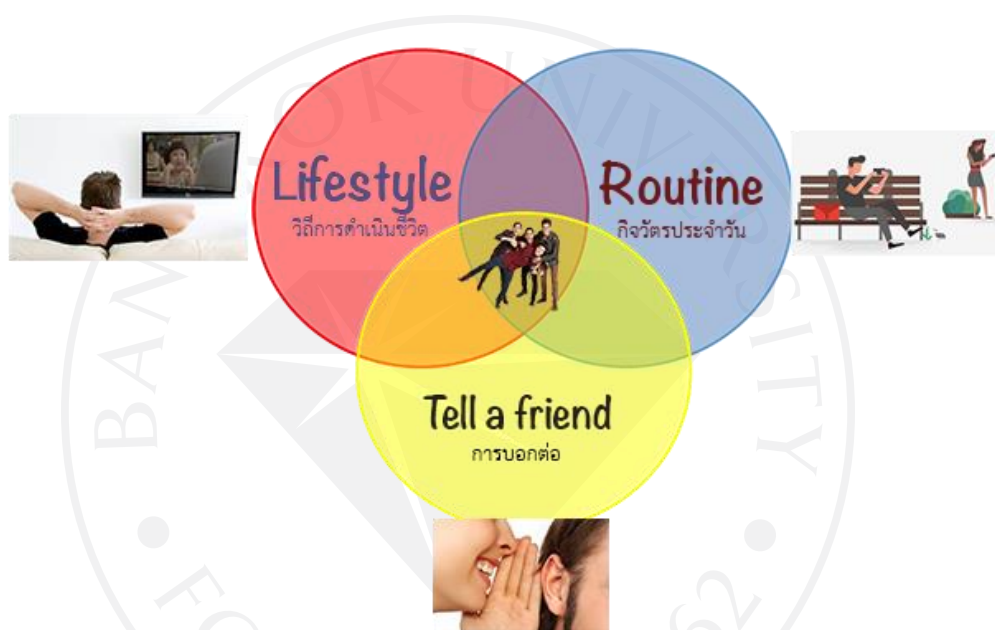 Lifestyle
วิถีการดำเนินชีวิต
Routine
กิจวัตรประจำวัน
Tell a friend
การบอกต่อ